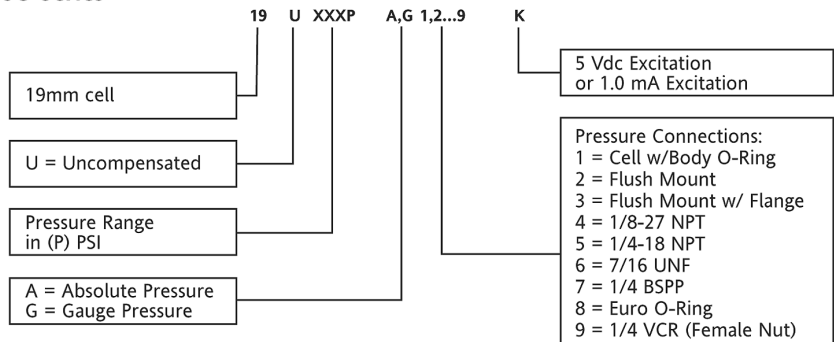 19 U XXXP A,G 1,2...9 K
5 Vdc Excitation
or 1.0 mA Excitation
19mm cell
U = Uncompensated
Pressure Range
in (P) PSI
A = Absolute Pressure
G = Gauge Pressure
Pressure Connections:
1 = Cell w/Body O-Ring
2 = Flush Mount
3 = Flush Mount w/ Flange
4 = 1/8-27 NPT
5 = 1/4-18 NPT
6 = 7/16 UNF
7 = 1/4 BSPP
8 = Euro O-Ring
9 = 1/4 VCR (Female Nut)